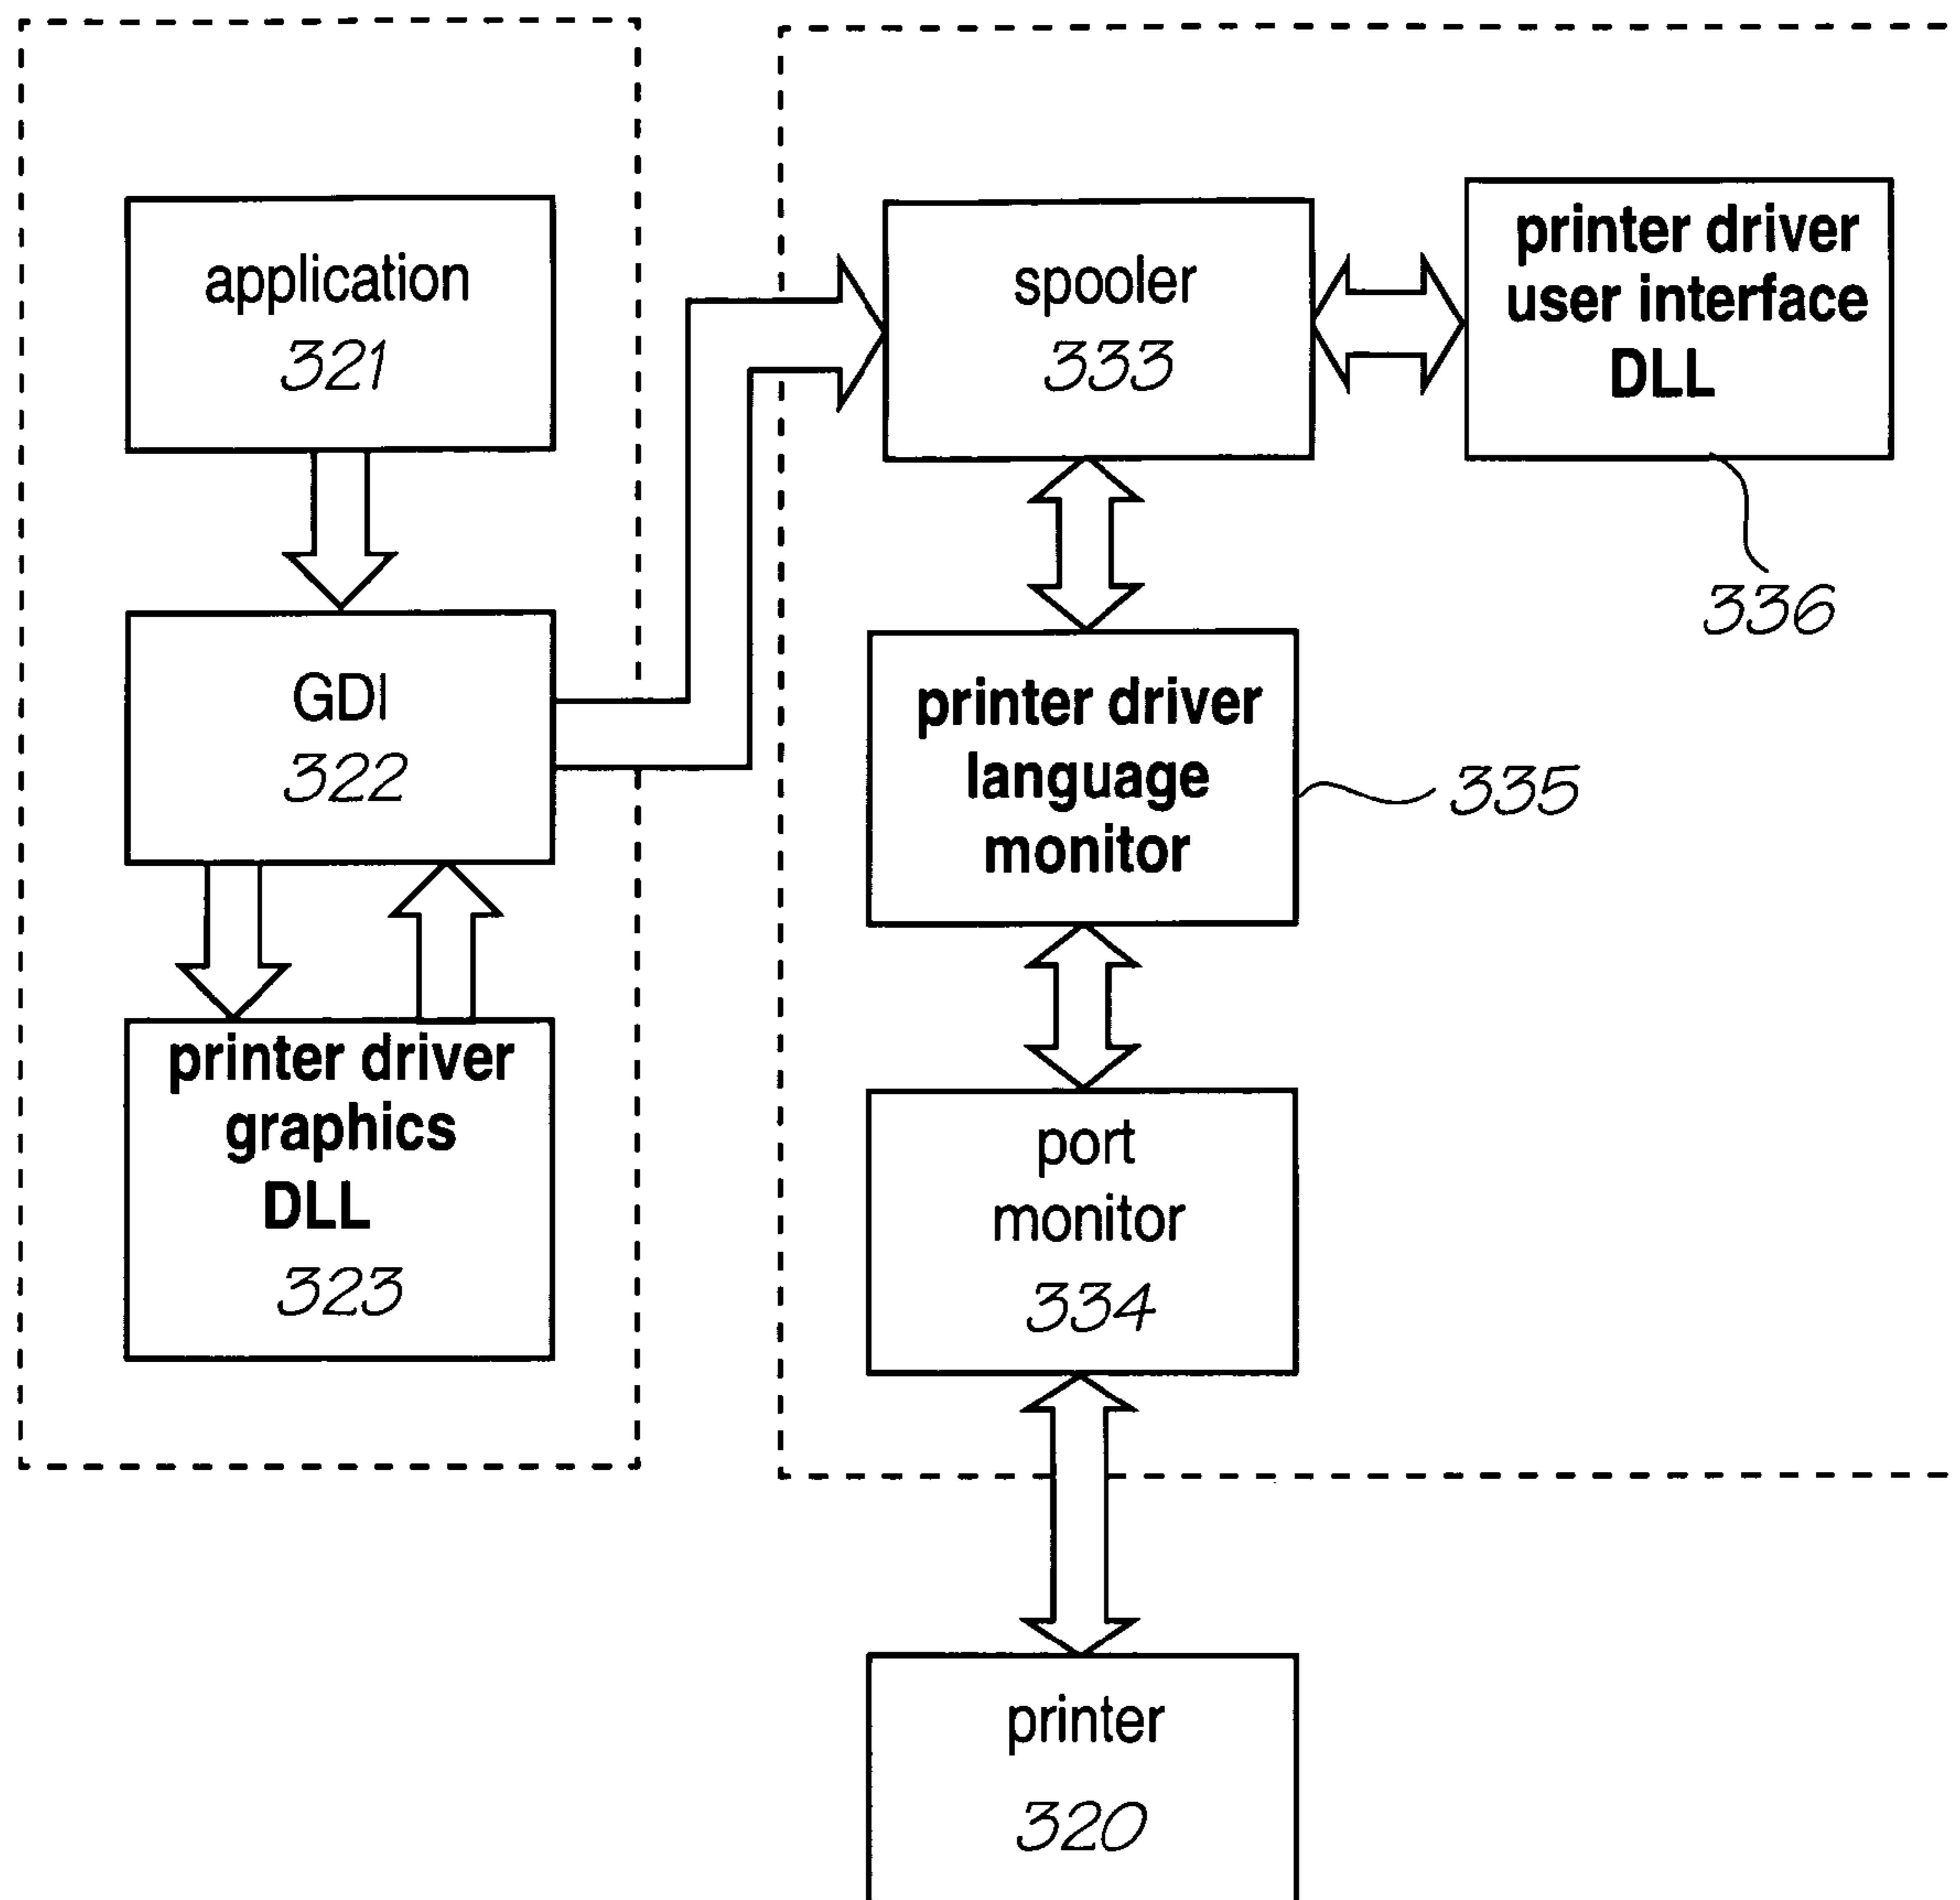 application
321
GDI
322
printer driver
graphics
DLL
323
spooler
333
printer driver
user interface
DLL
336
printer driver
language
monitor
335
port
monitor
334
printer
320